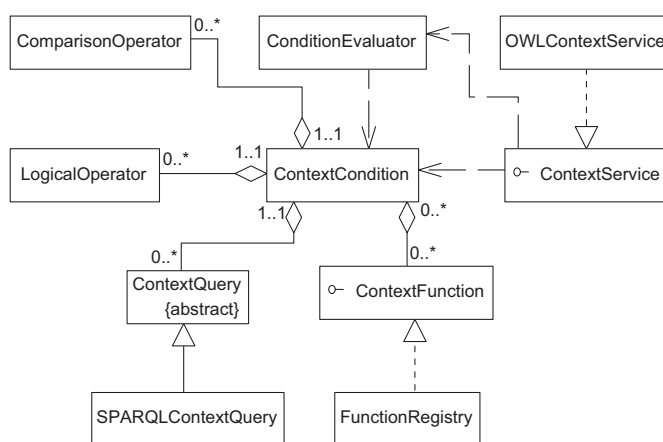 0..*
ComparisonOperator
ConditionEvaluator
OWLContextService
1..1
0..*
1..1
LogicalOperator
ContextCondition
ContextService
1..1
0..*
0..*
0..*
ContextQuery
{abstract}
ContextFunction
SPARQLContextQuery
FunctionRegistry